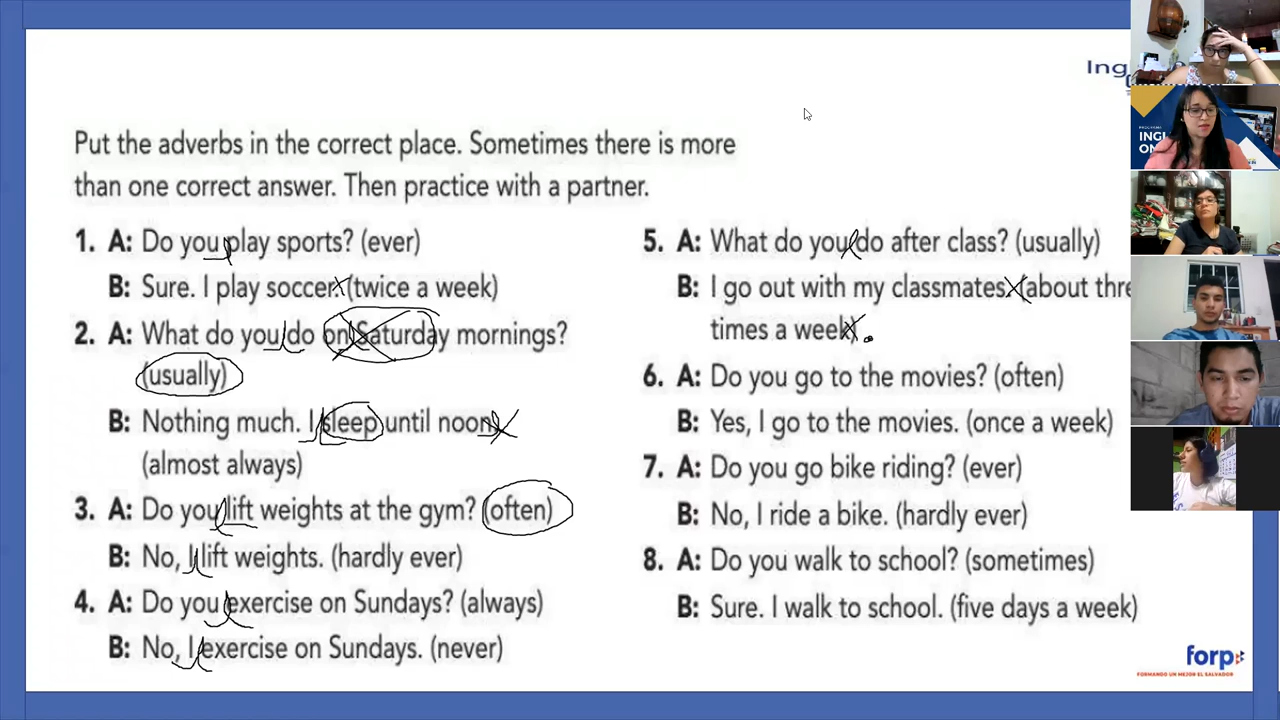 Ing
Put the adverbs in the correct place. Sometimes there is more
than one correct answer. Then practice with a partner.
1. A: Do you play sports? (ever)
B: Sure. I play soccer. (twice a week)
2. A: What do you do on Saturday mornings?
(usually)
B: Nothing much. I sleep until noon.
(almost always)
3. A: Do you lift weights at the gym? (often)
B: No, I lift weights. (hardly ever)
4. A: Do you exercise on Sundays? (always)
B: No, I exercise on Sundays. (never)
5. A: What do you do after class? (usually)
B: I go out with my classmates. (about thre
times a week)
6. A: Do you go to the movies? (often)
B: Yes, I go to the movies. (once a week)
7. A: Do you go bike riding? (ever)
B: No, I ride a bike. (hardly ever)
8. A: Do you walk to school? (sometimes)
B: Sure. I walk to school. (five days a week)
INGL
ON
forp
FORMANDO UN MEJOR EL SALVADOR